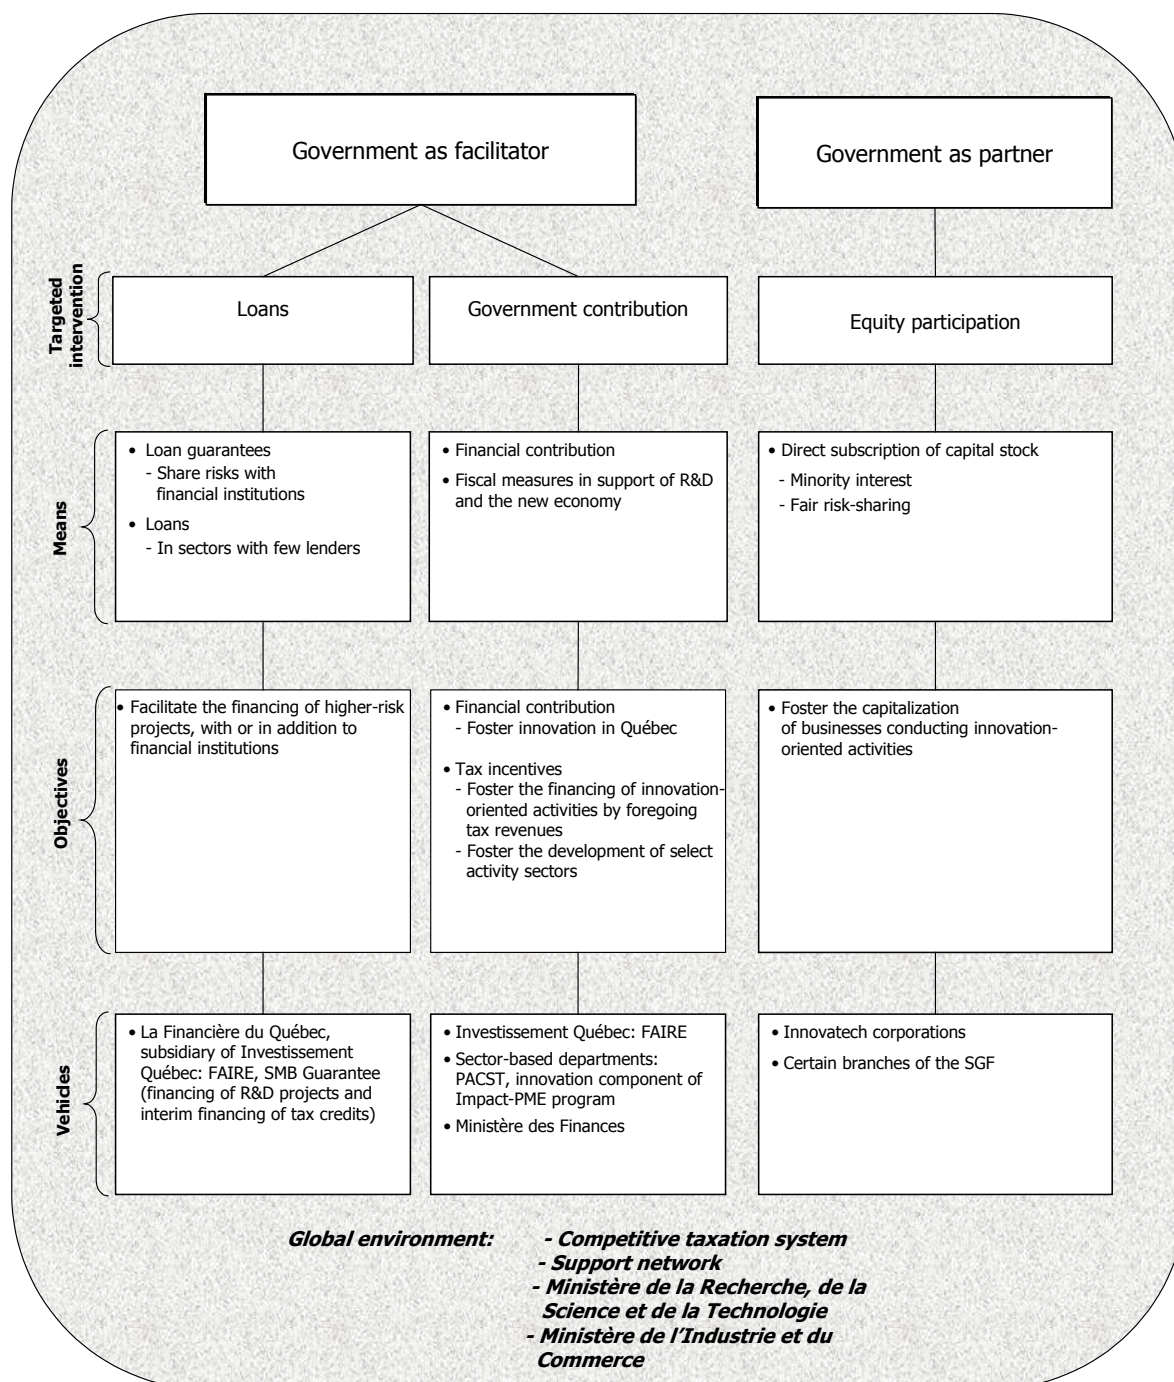 Government as facilitator
Government as partner
Targeted
intervention
Loans
Government contribution
Equity participation
Means
• Loan guarantees
- Share risks with
financial institutions
• Loans
- In sectors with few lenders
• Financial contribution
• Fiscal measures in support of R&D
and the new economy
• Direct subscription of capital stock
- Minority interest
- Fair risk-sharing
Objectives
• Facilitate the financing of higher-risk
projects, with or in addition to
financial institutions
• Financial contribution
- Foster innovation in Québec
• Tax incentives
- Foster the financing of innovation-
oriented activities by foregoing
tax revenues
- Foster the development of select
activity sectors
• Foster the capitalization
of businesses conducting innovation-
oriented activities
Vehicles
• La Financière du Québec,
subsidiary of Investissement
Québec: FAIRE, SMB Guarantee
(financing of R&D projects and
interim financing of tax credits)
• Investissement Québec: FAIRE
• Sector-based departments:
PACST, innovation component of
Impact-PME program
• Ministère des Finances
• Innovatech corporations
• Certain branches of the SGF
Global environment: - Competitive taxation system
- Support network
- Ministère de la Recherche, de la
Science et de la Technologie
- Ministère de l'Industrie et du
Commerce